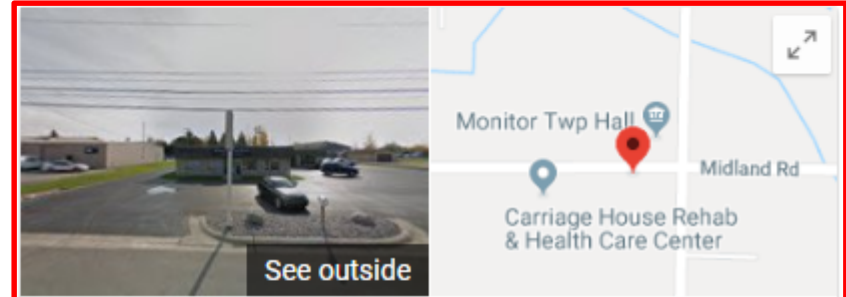 See outside
Monitor Twp Hall
Midland Rd
Carriage House Rehab
& Health Care Center